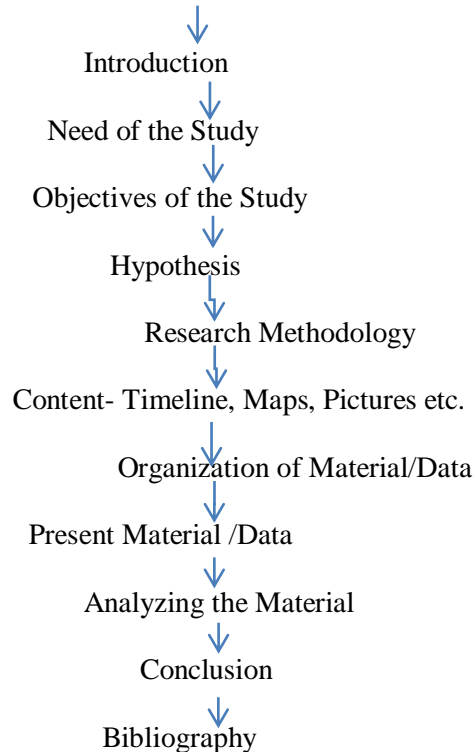 Introduction
Need of the Study
Objectives of the Study
Hypothesis
Research Methodology
Content- Timeline, Maps, Pictures etc.
Organization of Material/Data
Present Material /Data
Analyzing the Material
Conclusion
Bibliography